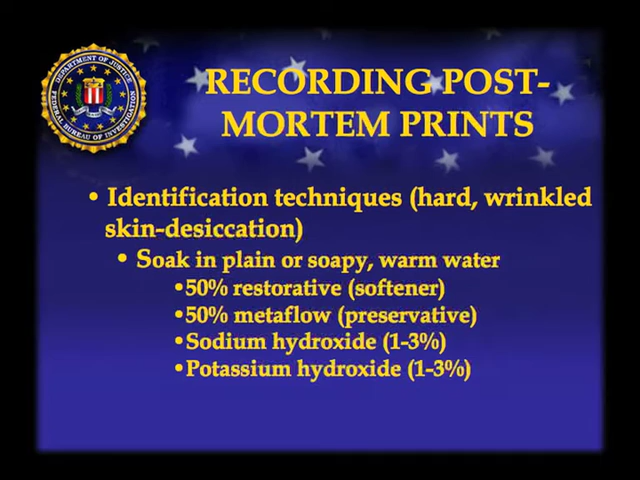 DEPARTMENT OF JUSTICE
FEDERAL BUREAU OF INVESTIGATION
RECORDING POST-
MORTEM PRINTS
• Identification techniques (hard, wrinkled
skin-desiccation)
• Soak in plain or soapy, warm water
•50% restorative (softener)
•50% metaflow (preservative)
•Sodium hydroxide (1-3%)
•Potassium hydroxide (1-3%)